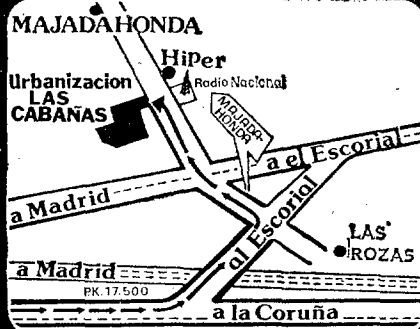 MAJADAHONDA
Hiper
Radio Nacional
Urbanizacion
LAS
CABAÑAS
MAJADA-
HONDA
a el Escorial
a Madrid
al Escorial
LAS
ROZAS
a Madrid
PK. 17.500
a la Coruña